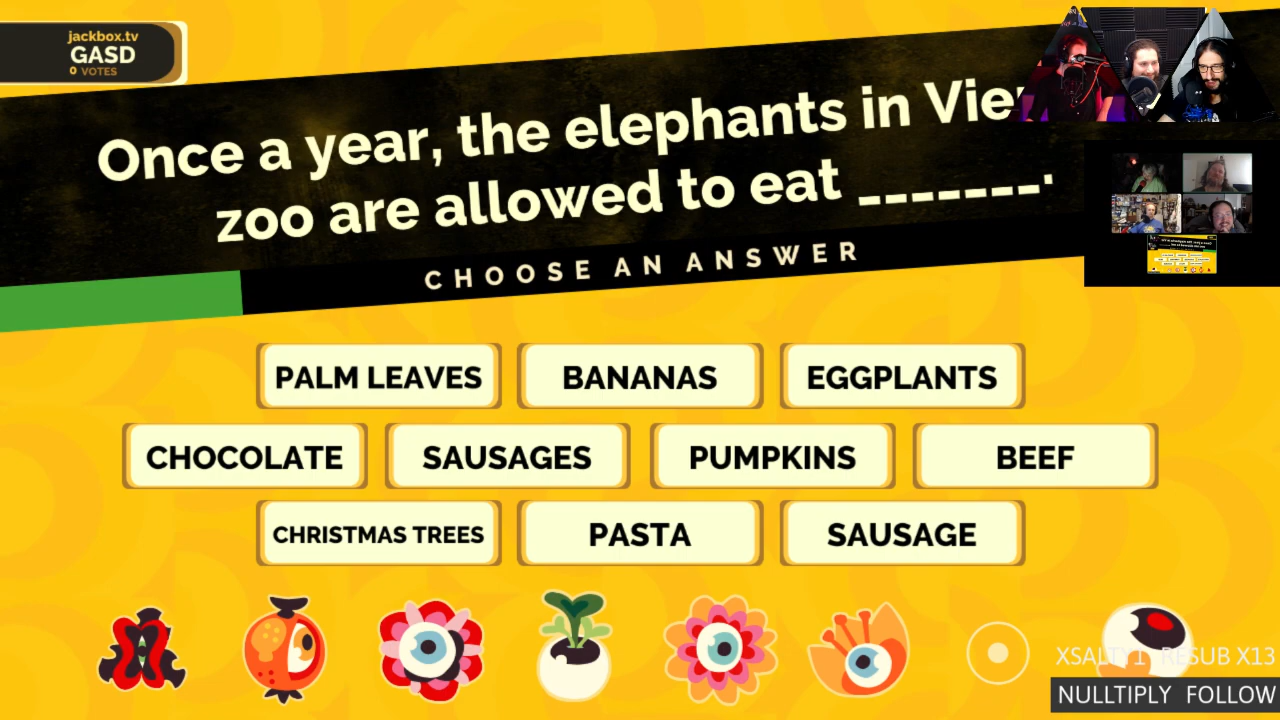 jackbox.tv
GASD
0 VOTES
Once a year, the elephants in
zoo are allowed to eat _______.
CHOOSE AN ANSWER
PALM LEAVES
BANANAS
EGGPLANTS
CHOCOLATE
SAUSAGES
PUMPKINS
BEEF
CHRISTMAS TREES
PASTA
SAUSAGE
XSALTY1 RESUB X13
NULLTIPLY FOLLOW